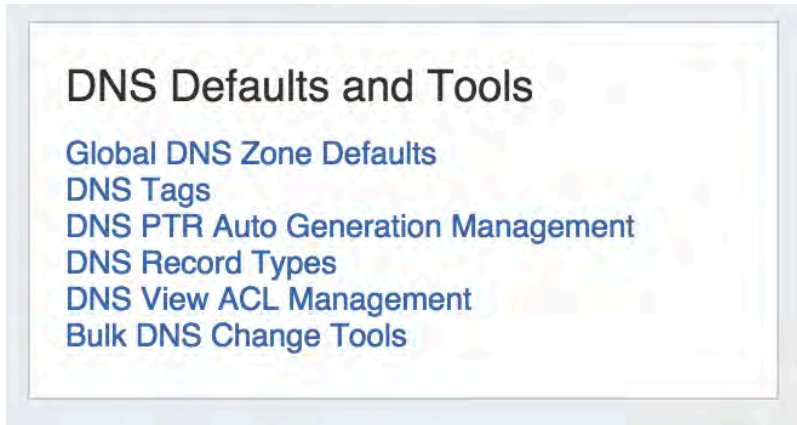 DNS Defaults and Tools
Global DNS Zone Defaults
DNS Tags
DNS PTR Auto Generation Management
DNS Record Types
DNS View ACL Management
Bulk DNS Change Tools